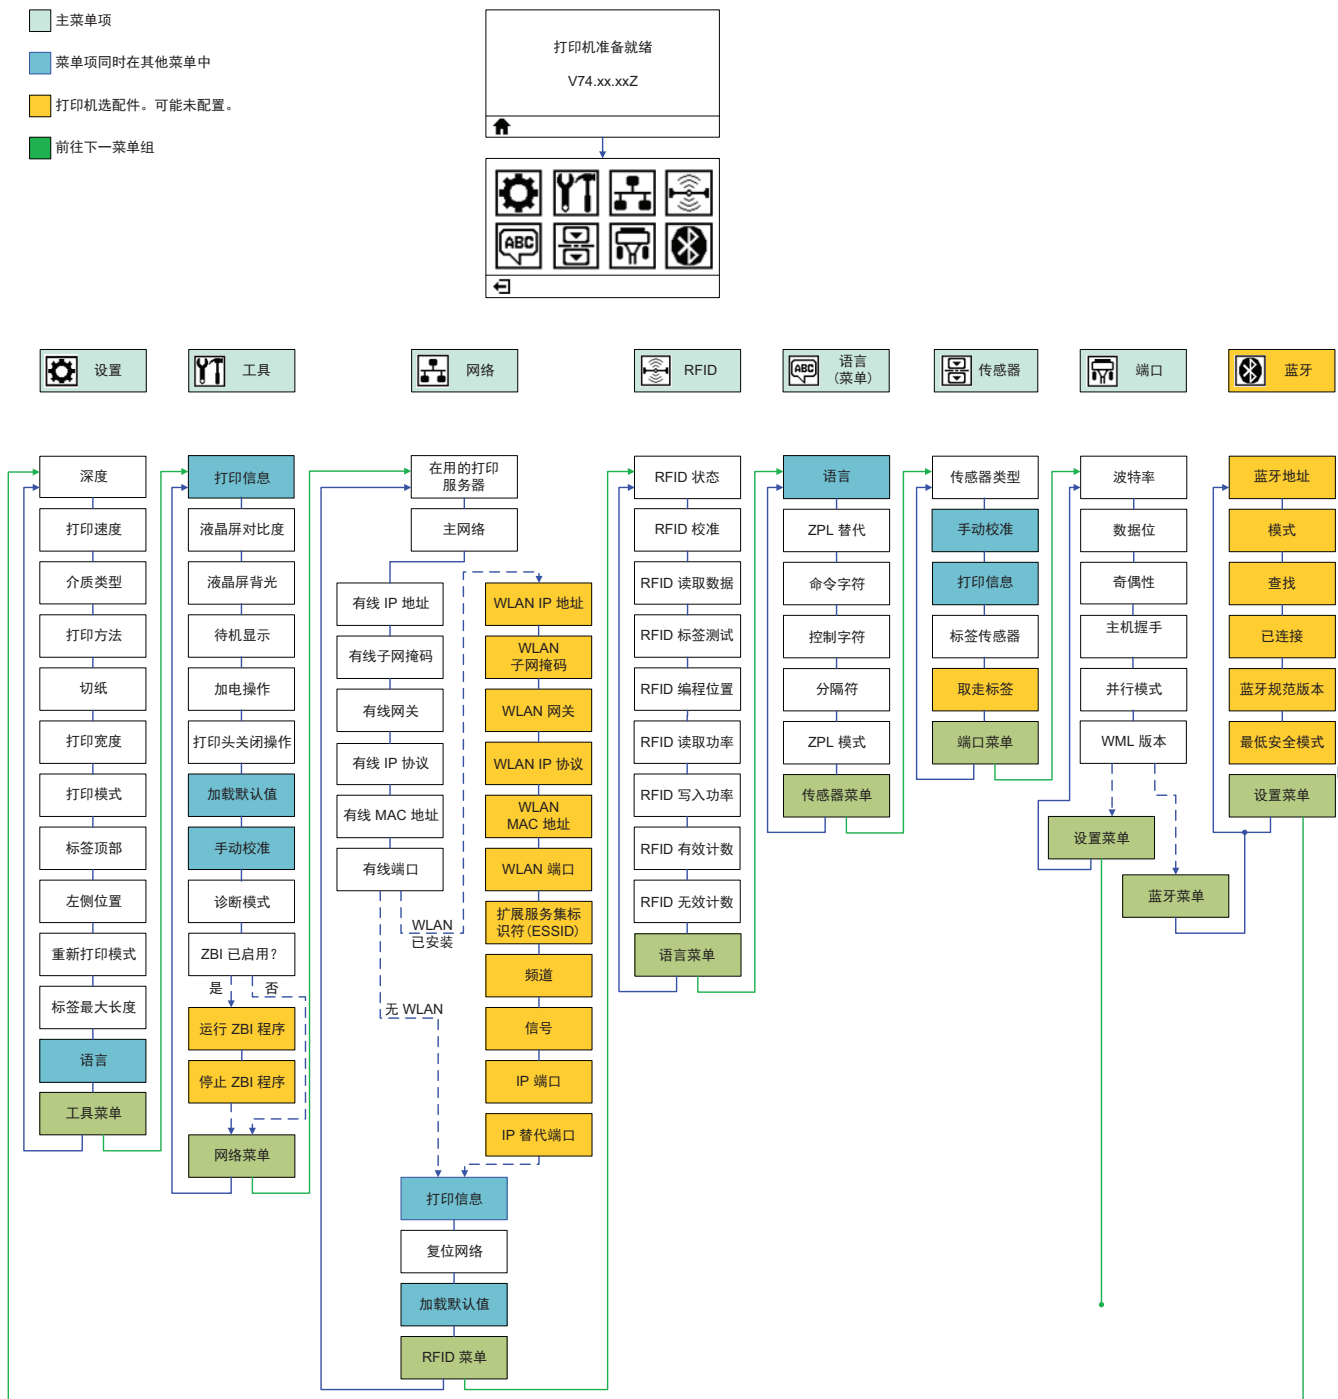 主菜单项
菜单项同时在其他菜单中
打印机选配件。可能未配置。
前往下一菜单组
打印机准备就绪
V74.xx.xxZ
ABC
设置
工具
网络
RFID
ABC
语言
(菜单)
传感器
端口
蓝牙
深度
打印速度
介质类型
打印方法
切纸
打印宽度
打印模式
标签顶部
左侧位置
重新打印模式
标签最大长度
语言
工具菜单
打印信息
液晶屏对比度
液晶屏背光
待机显示
加电操作
打印头关闭操作
加载默认值
手动校准
诊断模式
ZBI 已启用?
是
否
运行 ZBI 程序
停止 ZBI 程序
网络菜单
在用的打印
服务器
主网络
有线 IP 地址
有线子网掩码
有线网关
有线 IP 协议
有线 MAC 地址
有线端口
WLAN
已安装
无 WLAN
WLAN IP 地址
WLAN
子网掩码
WLAN 网关
WLAN IP 协议
WLAN
MAC 地址
WLAN 端口
扩展服务集标
识符(ESSID)
频道
信号
IP 端口
IP 替代端口
打印信息
复位网络
加载默认值
RFID 菜单
RFID 状态
RFID 校准
RFID 读取数据
RFID 标签测试
RFID 编程位置
RFID 读取功率
RFID 写入功率
RFID 有效计数
RFID 无效计数
语言菜单
语言
ZPL 替代
命令字符
控制字符
分隔符
ZPL 模式
传感器菜单
传感器类型
手动校准
打印信息
标签传感器
取走标签
端口菜单
波特率
数据位
奇偶性
主机握手
并行模式
WML 版本
设置菜单
蓝牙菜单
蓝牙地址
模式
查找
已连接
蓝牙规范版本
最低安全模式
设置菜单